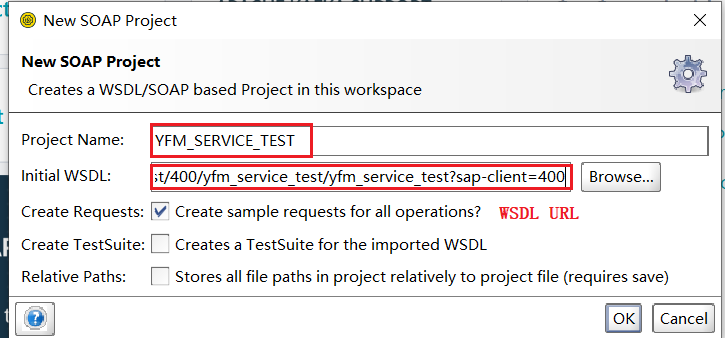 New SOAP Project
New SOAP Project
Creates a WSDL/SOAP based Project in this workspace
Project Name: YFM_SERVICE_TEST
Initial WSDL: st/400/yfm_service_test/yfm_service_test?sap-client=400 Browse...
Create Requests: Create sample requests for all operations? WSDL URL
Create TestSuite: Creates a TestSuite for the imported WSDL
Relative Paths: Stores all file paths in project relatively to project file (requires save)
OK Cancel